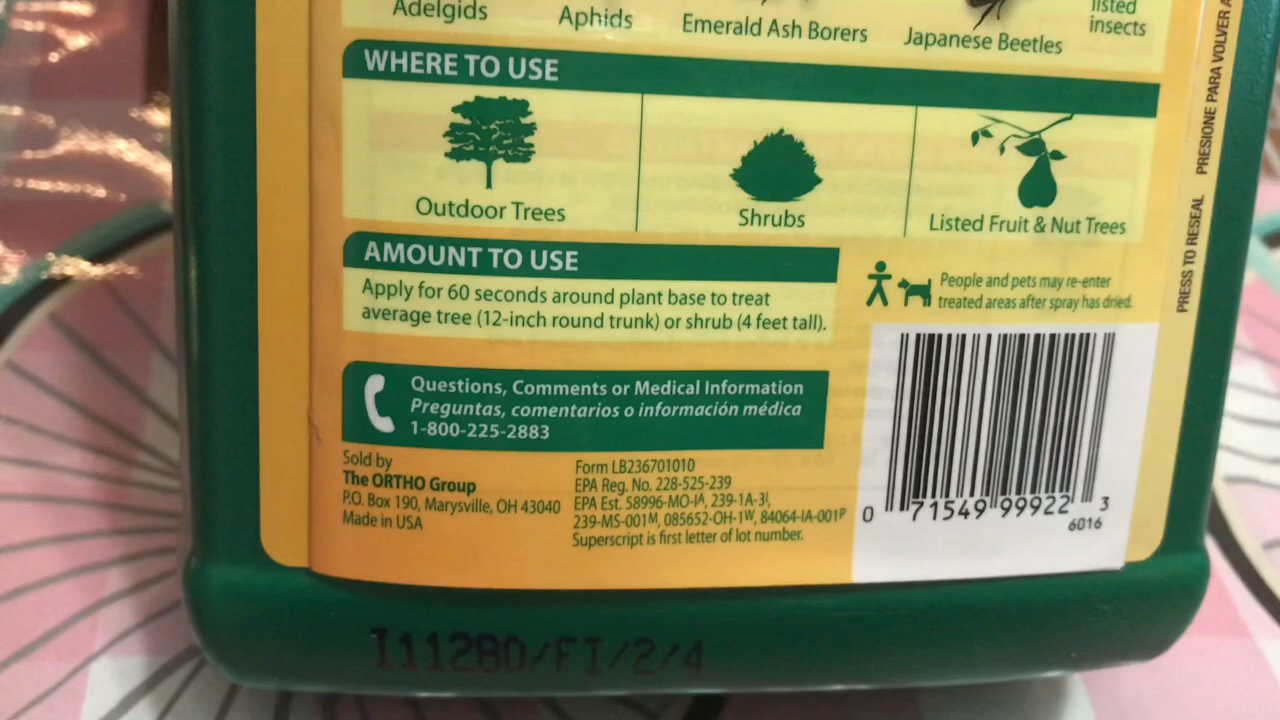 Adelgids
Aphids
Emerald Ash Borers
Japanese Beetles
listed
insects
WHERE TO USE
Outdoor Trees
Shrubs
Listed Fruit & Nut Trees
AMOUNT TO USE
Apply for 60 seconds around plant base to treat
average tree (12-inch round trunk) or shrub (4 feet tall).
People and pets may re-enter
treated areas after spray has dried.
Questions, Comments or Medical Information
Preguntas, comentarios o información médica
1-800-225-2883
Sold by
The ORTHO Group
P.O. Box 190, Marysville, OH 43040
Made in USA
Form LB236701010
EPA Reg. No. 228-525-239
EPA Est. 58996-MO-IA, 239-1A-3I,
239-MS-001M, 085652-OH-1W, 84064-IA-001P
Superscript is first letter of lot number.
0 71549 99922 3
6016
PRESS TO RESEAL PRESIONE PARA VOLVER A
I11280/FI/2/4